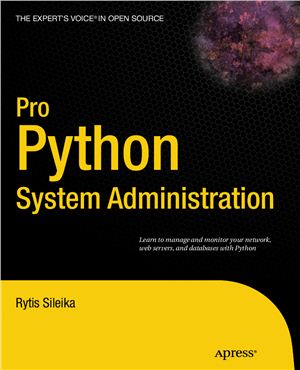 THE EXPERT'S VOICE® IN OPEN SOURCE
Pro
Python
System Administration
Learn to manage and monitor your network,
web servers, and databases with Python
Rytis Sileika
Apress®